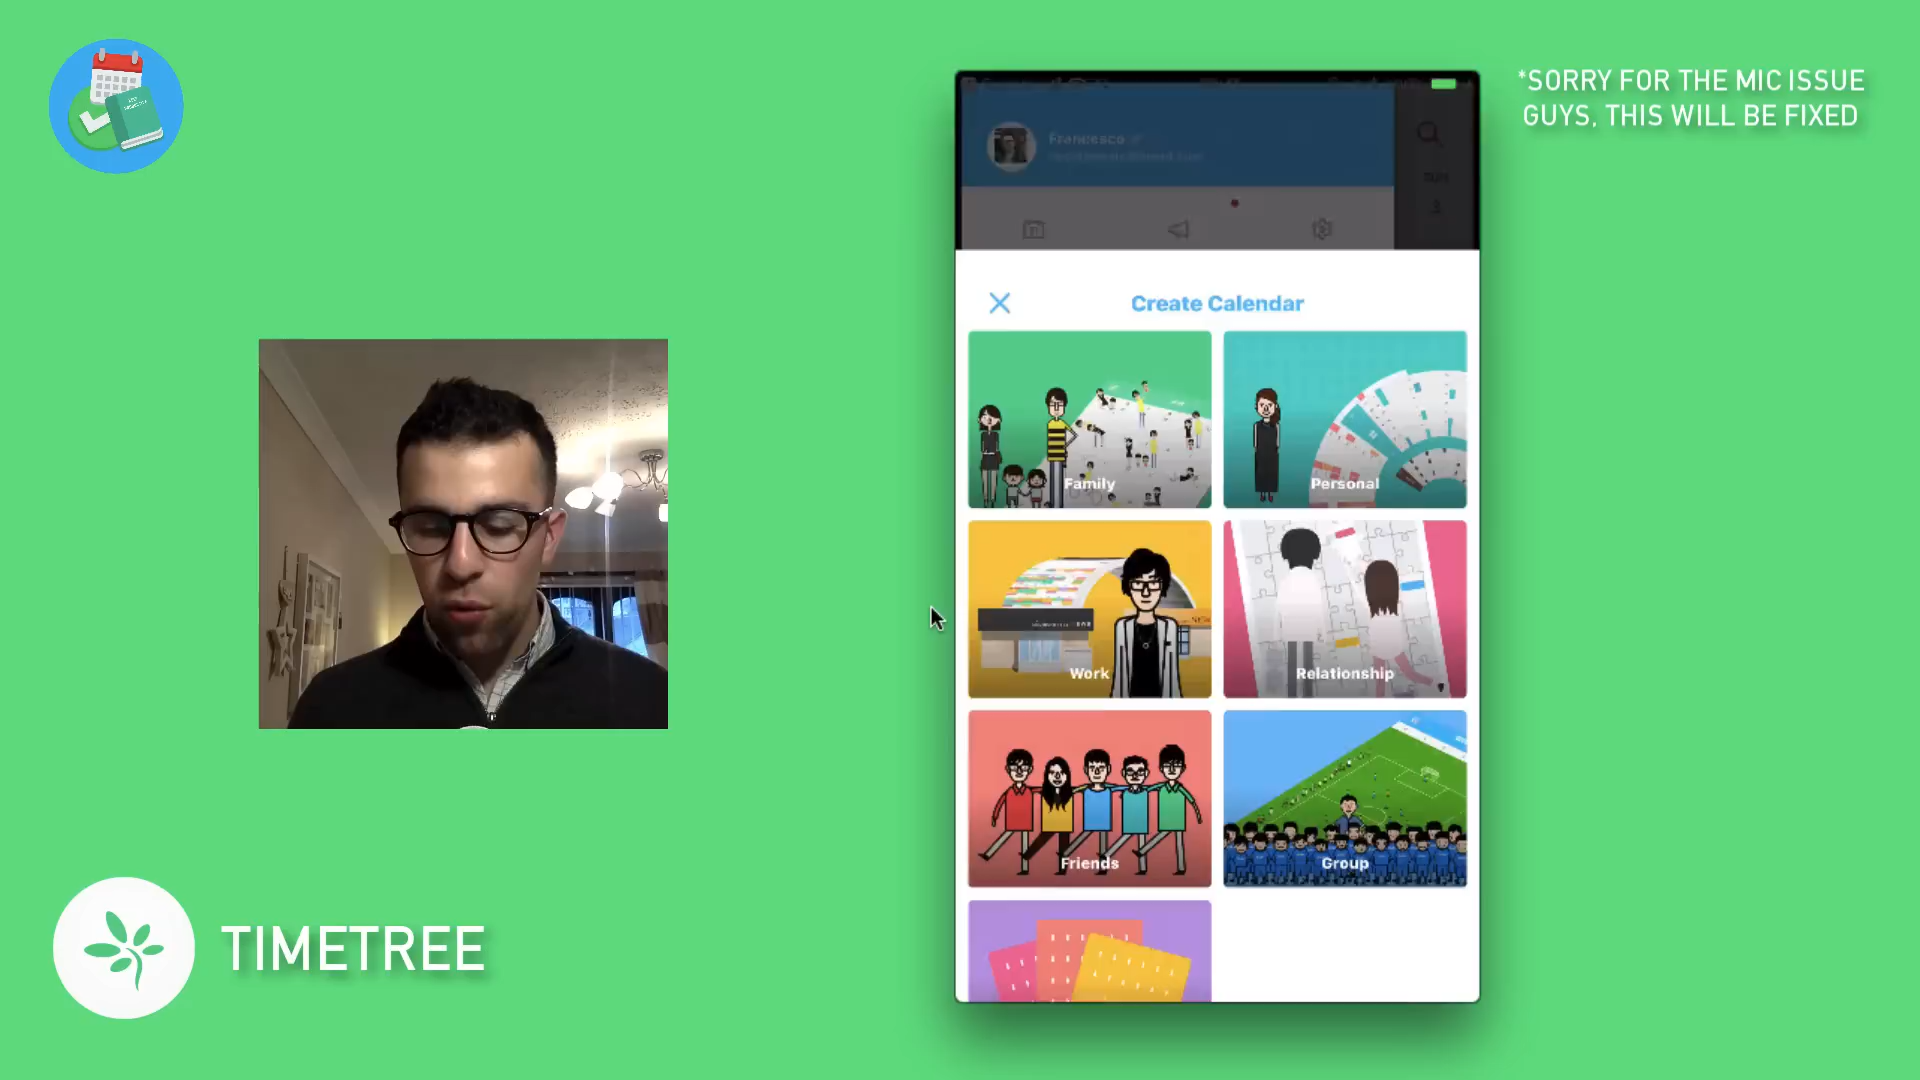 *SORRY FOR THE MIC ISSUE
GUYS, THIS WILL BE FIXED
Francesco
Create Calendar
Family
Personal
Work
Relationship
Friends
Group
TIMETREE